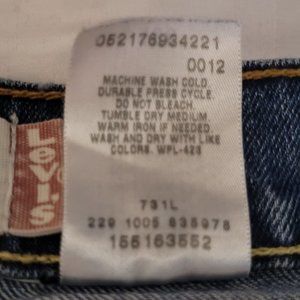 052176934221
0012
MACHINE WASH COLD
DURABLE PRESS CYCLE.
DO NOT BLEACH.
TUMBLE DRY MEDIUM.
WARM IRON IF NEEDED
WASH AND DRY WITH LIKE
COLORS. WPL-423
Levi's
731L
229 1005 835978
155163552